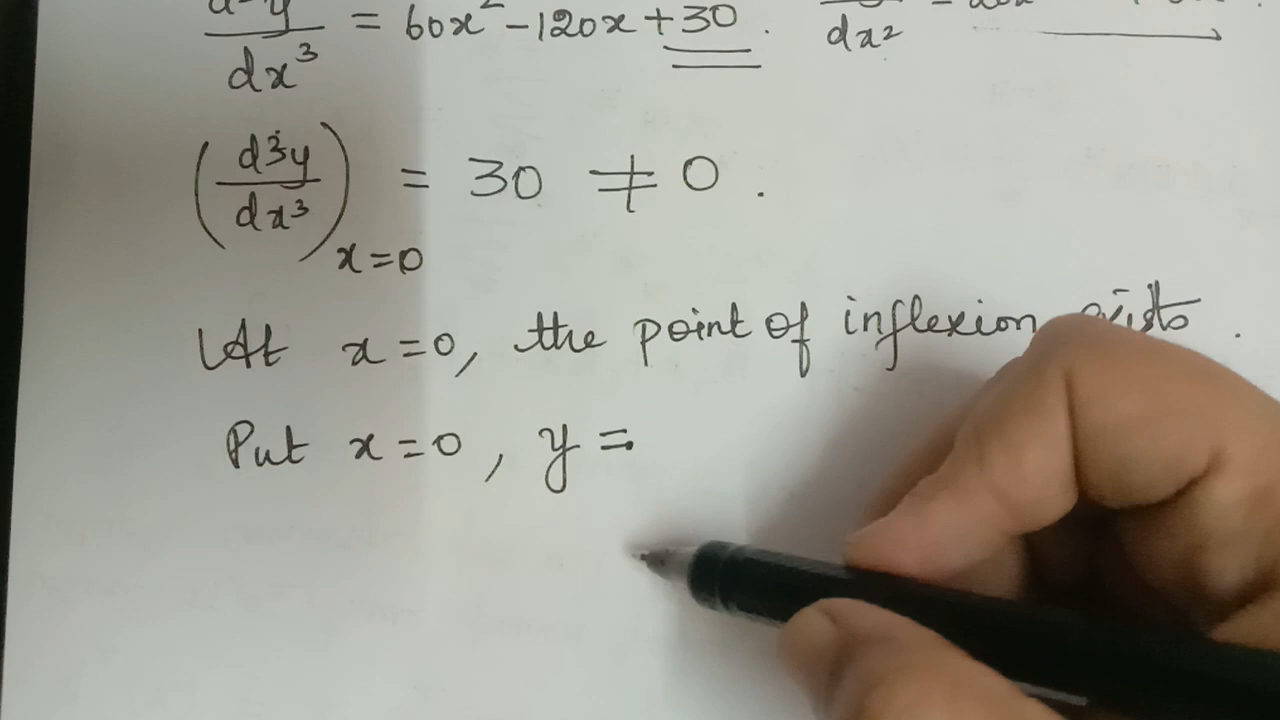 d³y/dx³ = 60x² - 120x + 30 . dx²
(d³y/dx³)x=0 = 30 ≠ 0 .
At x = 0, the point of inflexion exists .
Put x = 0 , y =